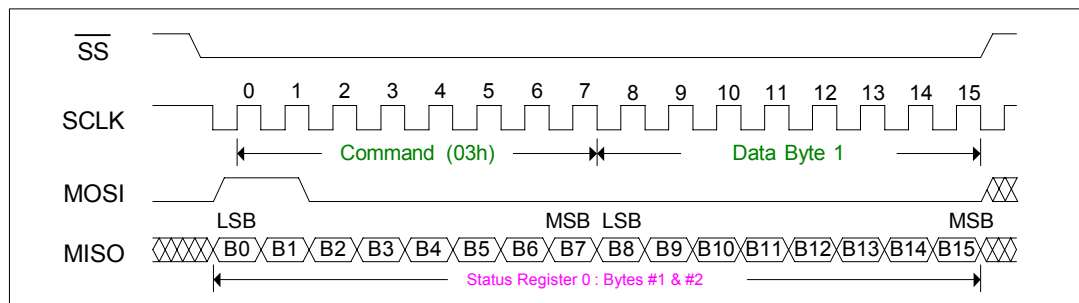 SS
0 1 2 3 4 5 6 7 8 9 10 11 12 13 14 15
SCLK
Command (03h) Data Byte 1
MOSI
LSB MSB LSB MSB
MISO B0 B1 B2 B3 B4 B5 B6 B7 B8 B9 B10 B11 B12 B13 B14 B15
Status Register 0 : Bytes #1 & #2